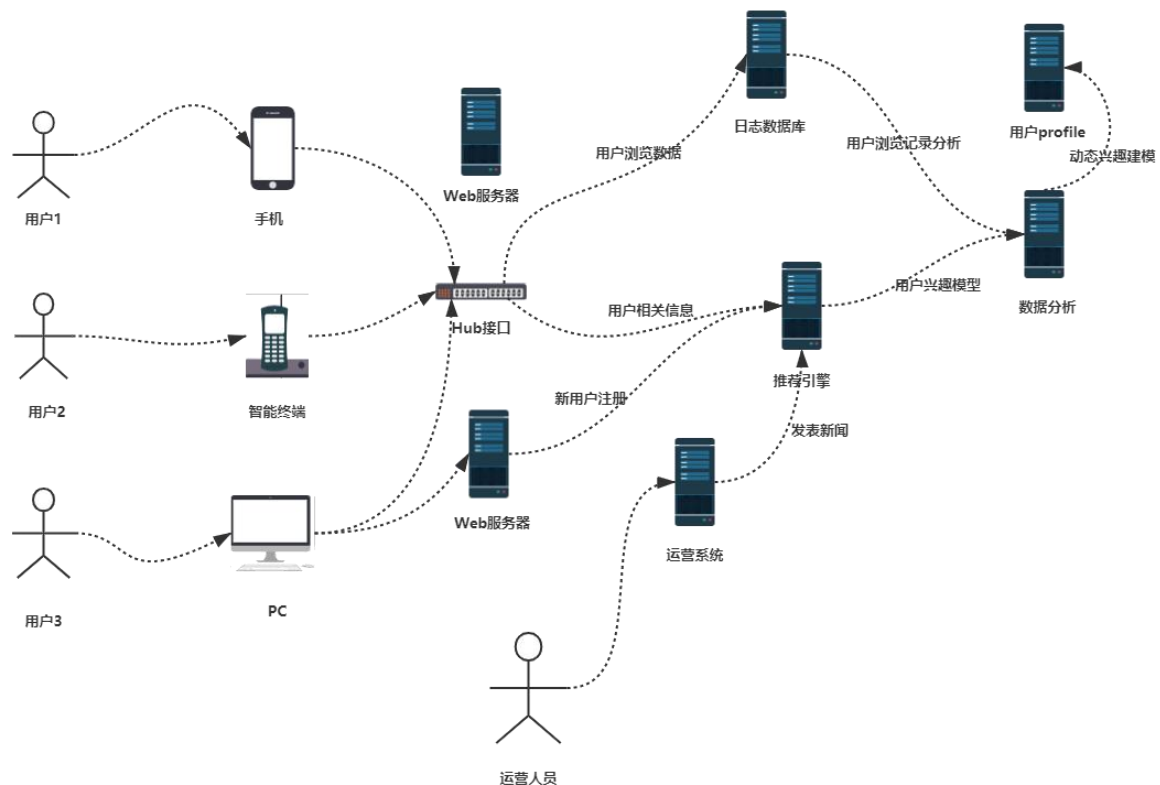 日志数据库
用户profile
用户浏览数据
用户浏览记录分析
动态兴趣建模
Web服务器
用户1
手机
Hub接口
用户相关信息
用户兴趣模型
数据分析
推荐引擎
用户2
智能终端
新用户注册
发表新闻
Web服务器
运营系统
用户3
PC
运营人员